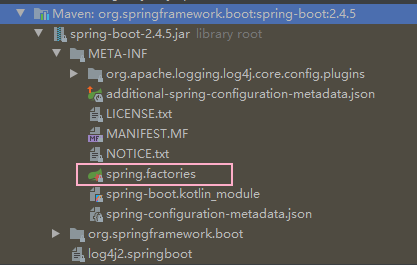 Maven: org.springframework.boot:spring-boot:2.4.5
spring-boot-2.4.5.jar library root
META-INF
org.apache.logging.log4j.core.config.plugins
additional-spring-configuration-metadata.json
LICENSE.txt
MF MANIFEST.MF
NOTICE.txt
spring.factories
spring-boot.kotlin_module
spring-configuration-metadata.json
org.springframework.boot
log4j2.springboot